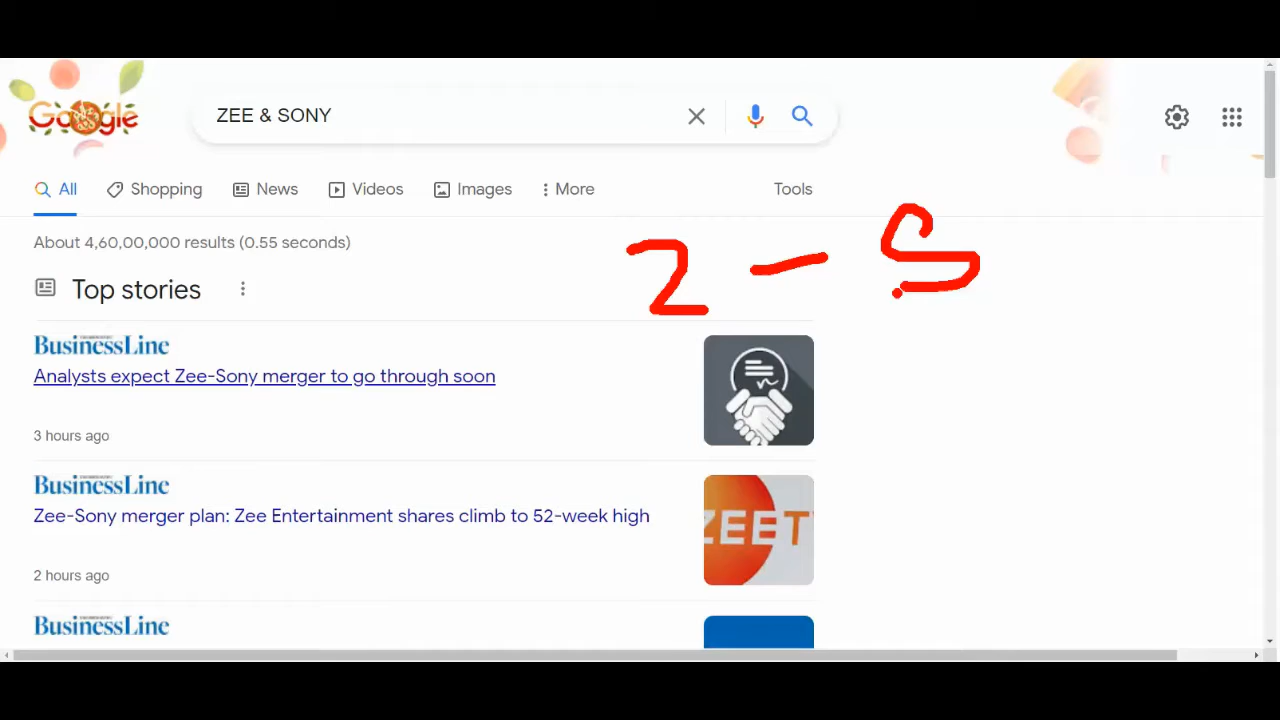 Google
ZEE & SONY
All Shopping News Videos Images More Tools
About 4,60,00,000 results (0.55 seconds)
2 - S
Top stories
BusinessLine
Analysts expect Zee-Sony merger to go through soon
3 hours ago
BusinessLine
Zee-Sony merger plan: Zee Entertainment shares climb to 52-week high
ZEE T
2 hours ago
BusinessLine